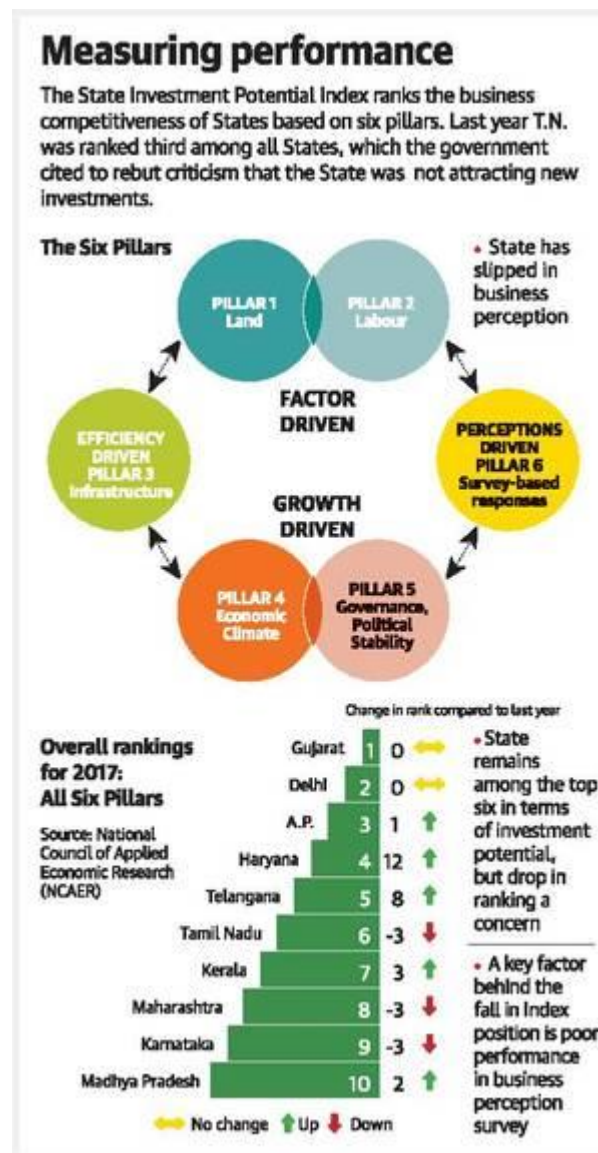 Measuring performance
The State Investment Potential Index ranks the business
competitiveness of States based on six pillars. Last year T.N.
was ranked third among all States, which the government
cited to rebut criticism that the State was not attracting new
investments.
The Six Pillars
PILLAR 1
Land
PILLAR 2
Labour
• State has
slipped in
business
perception
FACTOR
DRIVEN
EFFICIENCY
DRIVEN
PILLAR 3
Infrastructure
PERCEPTIONS
DRIVEN
PILLAR 6
Survey-based
responses
GROWTH
DRIVEN
PILLAR 4
Economic
Climate
PILLAR 5
Governance,
Political
Stability
Change in rank compared to last year
Overall rankings
for 2017:
All Six Pillars
Source: National
Council of Applied
Economic Research
(NCAER)
Gujarat 1 0
Delhi 2 0
A.P. 3 1
Haryana 4 12
Telangana 5 8
Tamil Nadu 6 -3
Kerala 7 3
Maharashtra 8 -3
Karnataka 9 -3
Madhya Pradesh 10 2
• State
remains
among the top
six in terms
of investment
potential,
but drop in
ranking a
concern
• A key factor
behind the
fall in Index
position is poor
performance
in business
perception
survey
No change Up Down